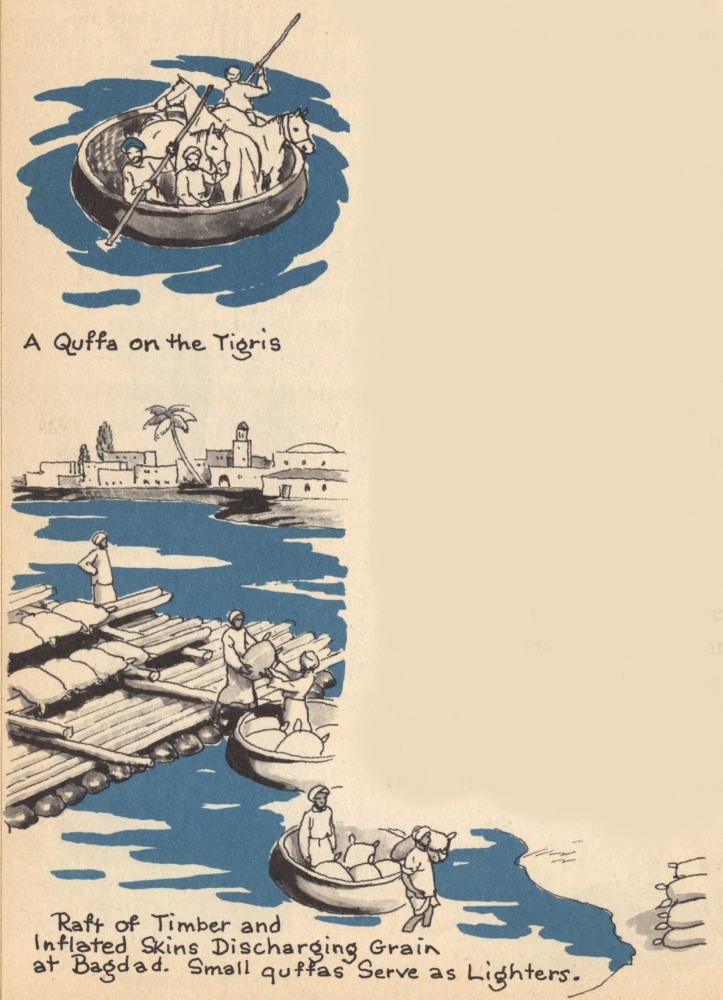 A Quffa on the Tigris
Raft of Timber and
Inflated Skins Discharging Grain
at Bagdad. Small quffas Serve as Lighters.